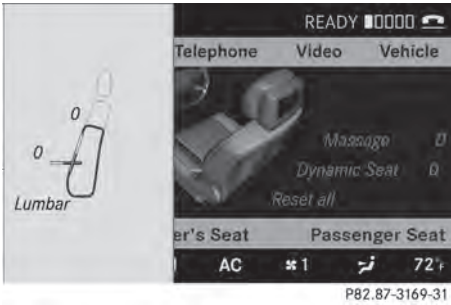 READY
Telephone Video Vehicle
0
0
Lumbar
Massage 0
Dynamic Seat 0
Reset all
er's Seat Passenger Seat
AC 1 72°F
P82.87-3169-31